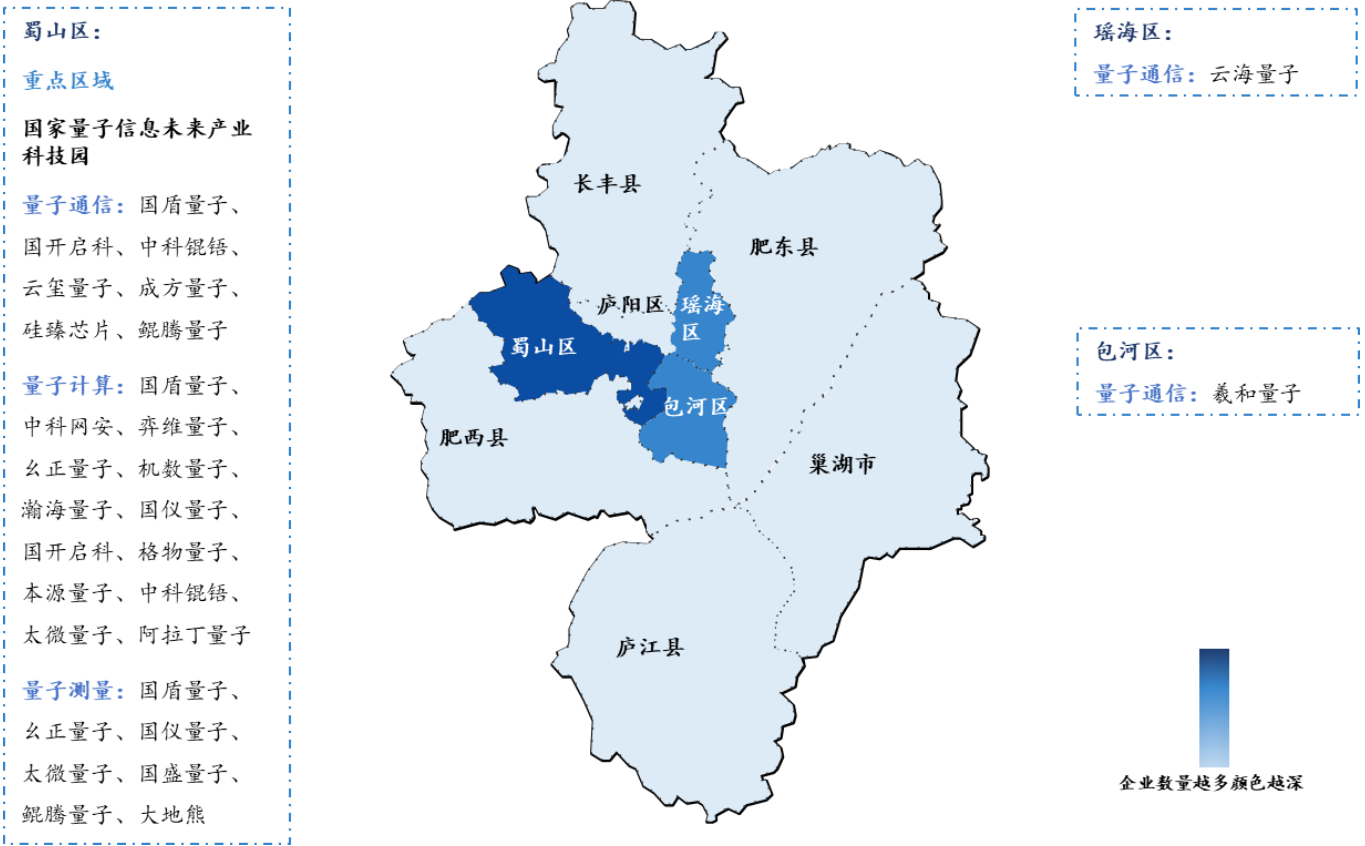 蜀山区：
重点区域
国家量子信息未来产业
科技园
量子通信：国盾量子、
国开启科、中科锟铻、
云玺量子、成方量子、
硅臻芯片、鲲腾量子
量子计算：国盾量子、
中科网安、弈维量子、
幺正量子、机数量子、
瀚海量子、国仪量子、
国开启科、格物量子、
本源量子、中科锟铻、
太微量子、阿拉丁量子
量子测量：国盾量子、
幺正量子、国仪量子、
太微量子、国盛量子、
鲲腾量子、大地熊
长丰县
肥东县
庐阳区
瑶海
区
蜀山区
包河区
肥西县
巢湖市
庐江县
瑶海区：
量子通信：云海量子
包河区：
量子通信：羲和量子
企业数量越多颜色越深